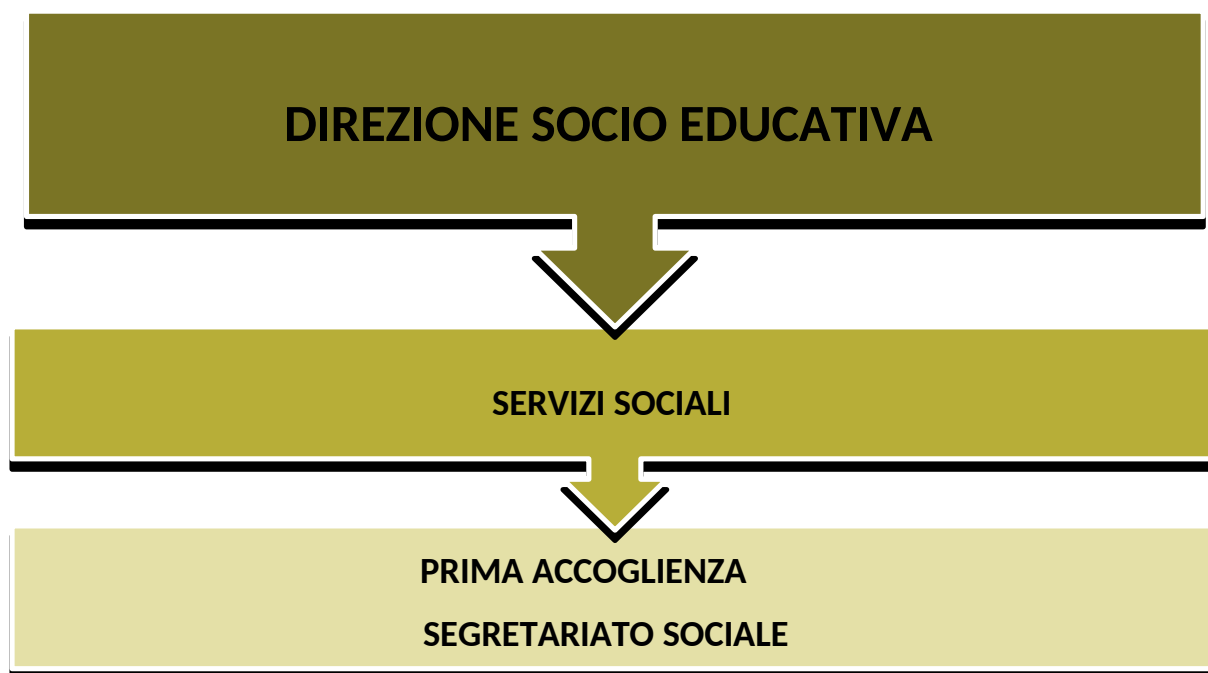 DIREZIONE SOCIO EDUCATIVA
SERVIZI SOCIALI
PRIMA ACCOGLIENZA
SEGRETARIATO SOCIALE